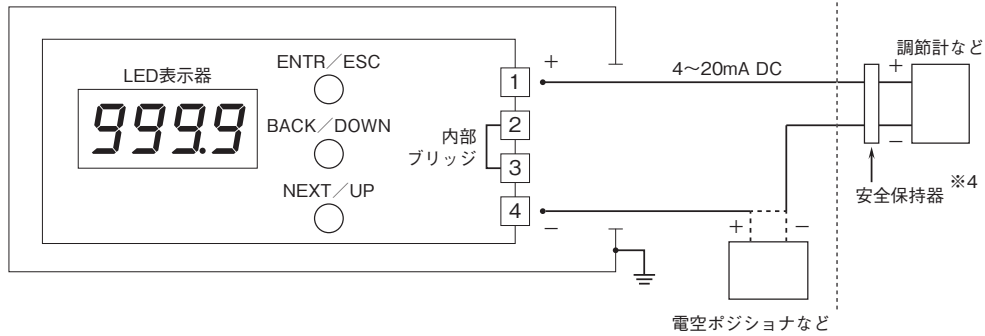 ENTR／ESC
LED表示器
999.9
BACK／DOWN
NEXT／UP
内部
ブリッジ
1
2
3
4
+
−
4〜20mA DC
調節計など
+
−
安全保持器
※4
+
−
電空ポジショナなど